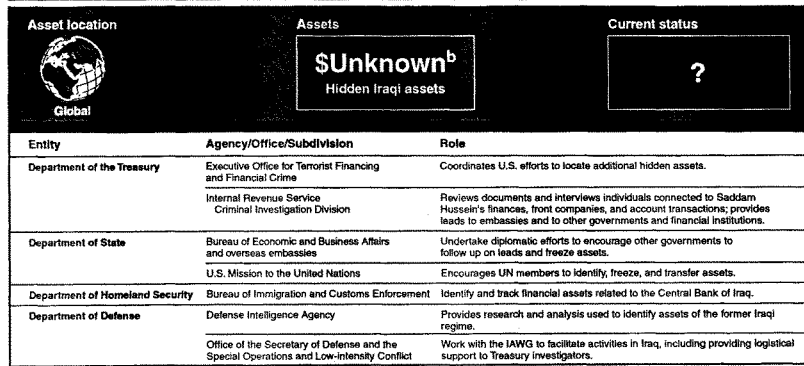 Asset location
Assets
Current status
$Unknownb
Hidden Iraqi assets
?
Global
Entity
Agency/Office/Subdivision
Role
Department of the Treasury
Executive Office for Terrorist Financing
and Financial Crime
Coordinates U.S. efforts to locate additional hidden assets.
Internal Revenue Service
Criminal Investigation Division
Reviews documents and interviews individuals connected to Saddam
Hussein's finances, front companies, and account transactions; provides
leads to embassies and to other governments and financial institutions.
Department of State
Bureau of Economic and Business Affairs
and overseas embassies
Undertake diplomatic efforts to encourage other governments to
follow up on leads and freeze assets.
U.S. Mission to the United Nations
Encourages UN members to identify, freeze, and transfer assets.
Department of Homeland Security
Bureau of Immigration and Customs Enforcement
Identify and track financial assets related to the Central Bank of Iraq.
Department of Defense
Defense Intelligence Agency
Provides research and analysis used to identify assets of the former Iraqi
regime.
Office of the Secretary of Defense and the
Special Operations and Low-intensity Conflict
Work with the IAWG to facilitate activities in Iraq, including providing logistical
support to Treasury investigators.